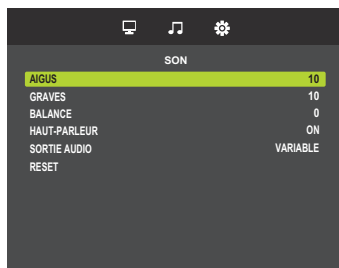 SON
AIGUS 10
GRAVES 10
BALANCE 0
HAUT-PARLEUR ON
SORTIE AUDIO VARIABLE
RESET